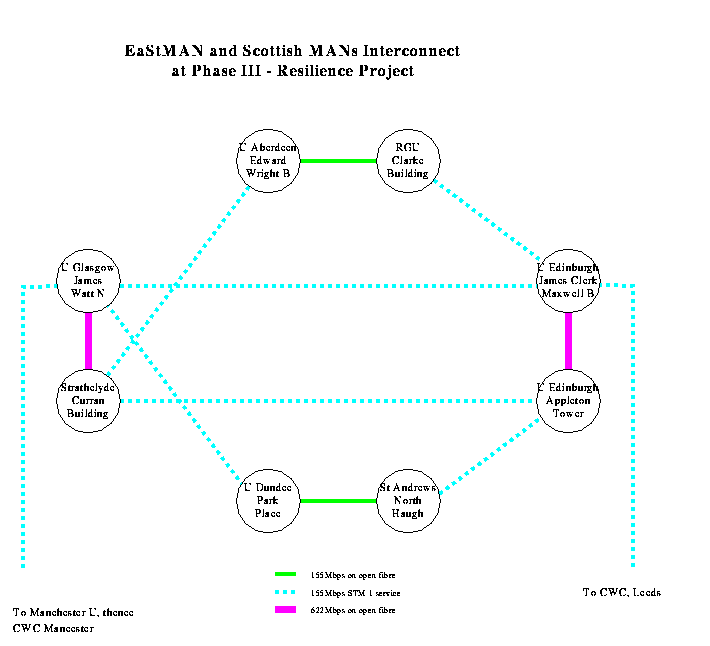 EaStMAN and Scottish MANs Interconnect
at Phase III - Resilience Project
U Aberdeen
Edward
Wright B
RGU
Clarke
Building
U Glasgow
James
Watt N
U Edinburgh
James Clerk
Maxwell B
Strathclyde
Curran
Building
U Edinburgh
Appleton
Tower
U Dundee
Park
Place
St Andrews
North
Haugh
155Mbps on open fibre
155Mbps STM-1 service
622Mbps on open fibre
To CWC, Leeds
To Manchester U, thence
CWC Mancester